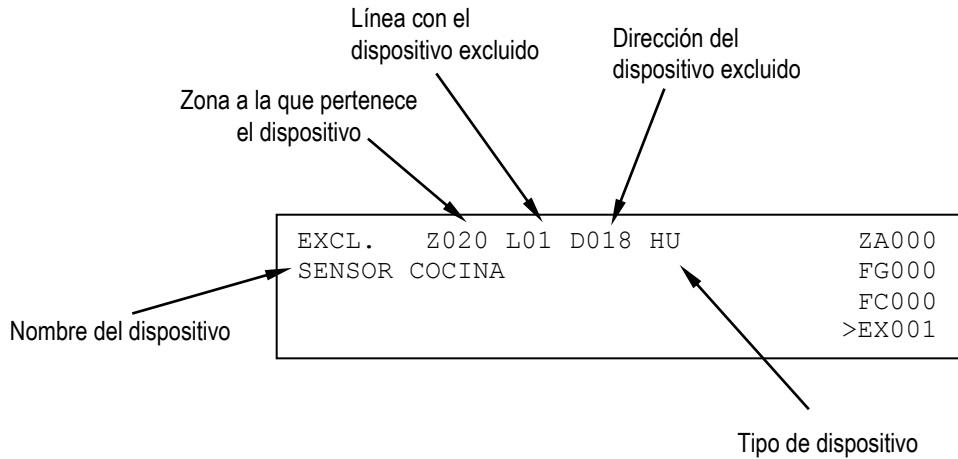 Línea con el
dispositivo excluido
Dirección del
dispositivo excluido
Zona a la que pertenece
el dispositivo
EXCL. Z020 L01 D018 HU ZA000
SENSOR COCINA FG000
FC000
>EX001
Nombre del dispositivo
Tipo de dispositivo